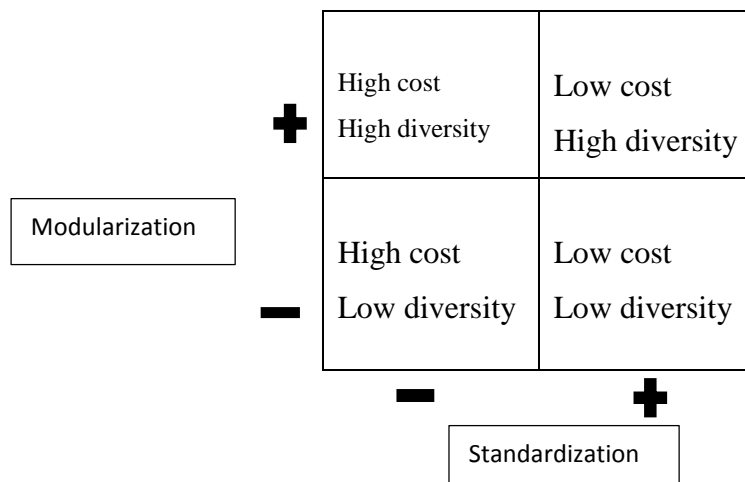 High cost
High diversity
Low cost
High diversity
Modularization
High cost
Low diversity
Low cost
Low diversity
Standardization